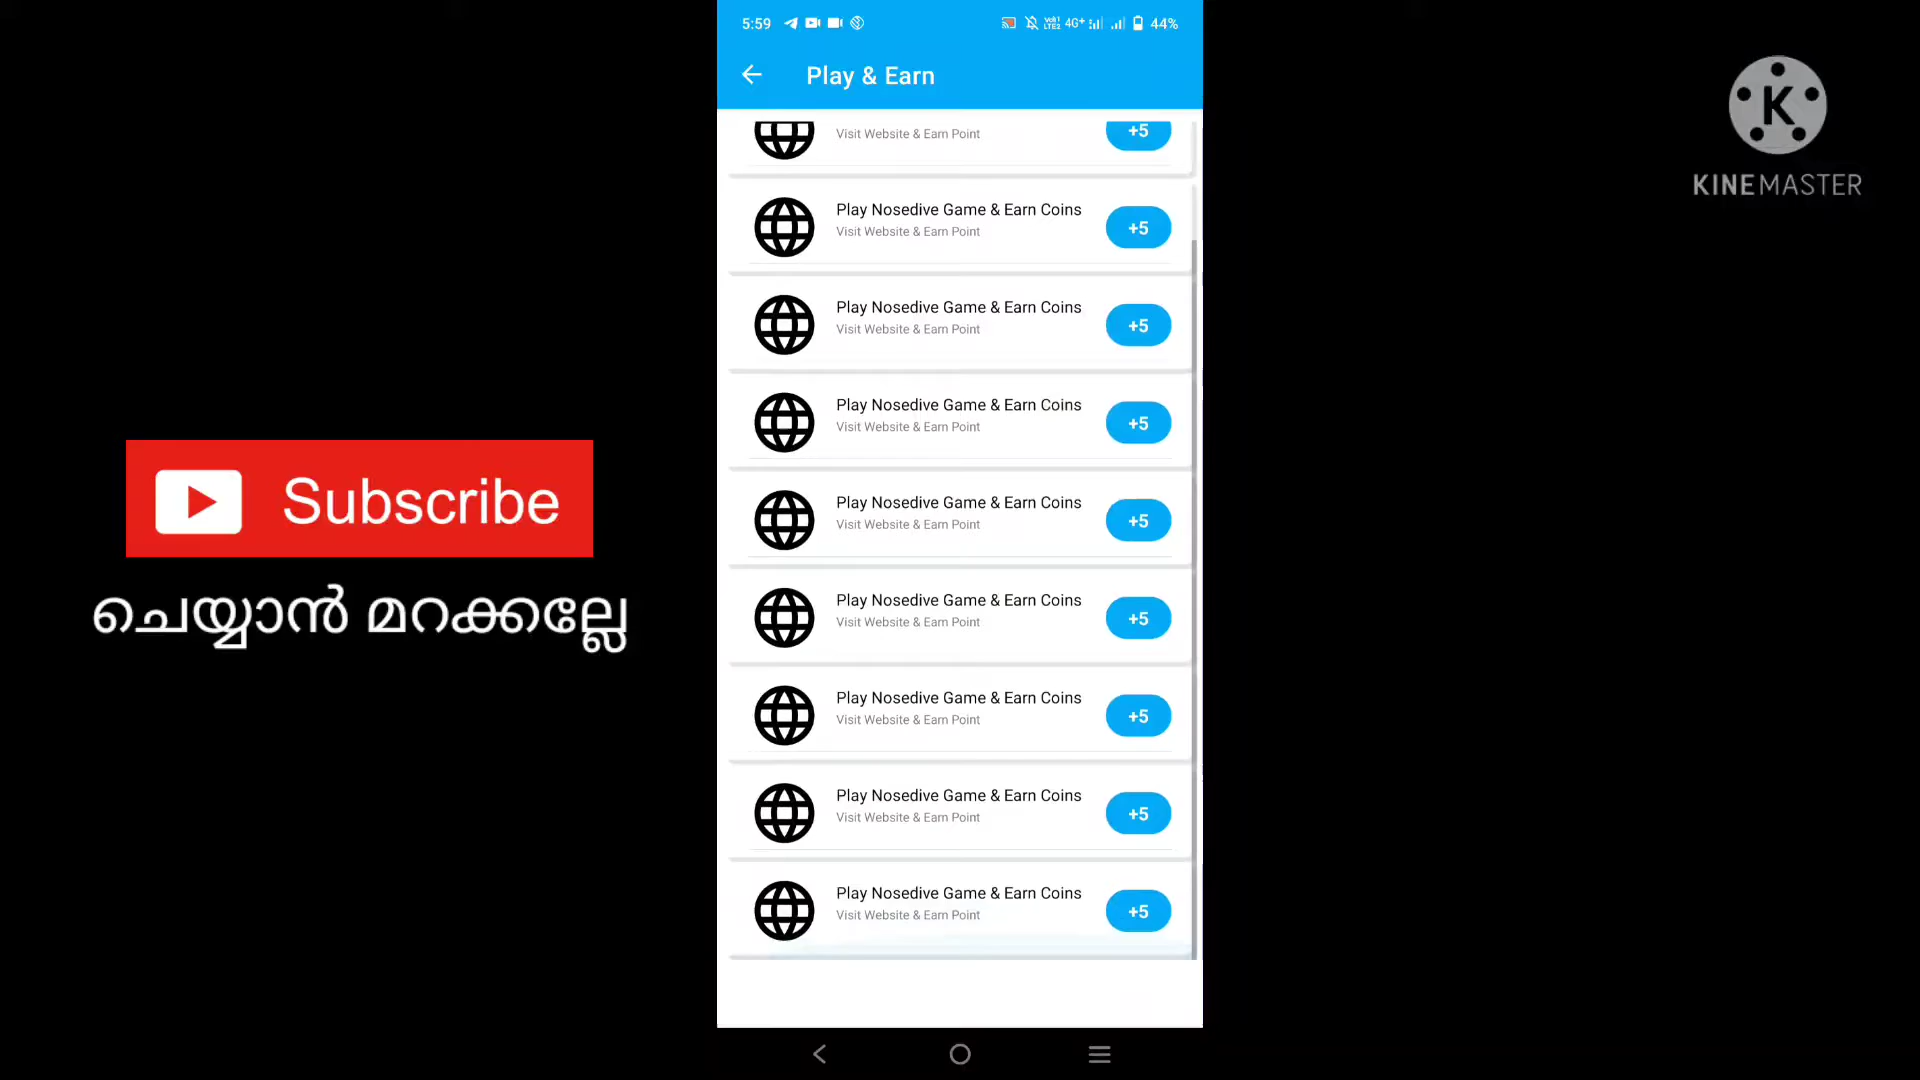 5:59
4G+ 44%
Play & Earn
Visit Website & Earn Point
+5
Play Nosedive Game & Earn Coins
Visit Website & Earn Point
+5
Play Nosedive Game & Earn Coins
Visit Website & Earn Point
+5
Play Nosedive Game & Earn Coins
Visit Website & Earn Point
+5
Play Nosedive Game & Earn Coins
Visit Website & Earn Point
+5
Play Nosedive Game & Earn Coins
Visit Website & Earn Point
+5
Play Nosedive Game & Earn Coins
Visit Website & Earn Point
+5
Play Nosedive Game & Earn Coins
Visit Website & Earn Point
+5
Play Nosedive Game & Earn Coins
Visit Website & Earn Point
+5
Subscribe
ചെയ്യാൻ മറക്കല്ലേ
K
KINEMASTER